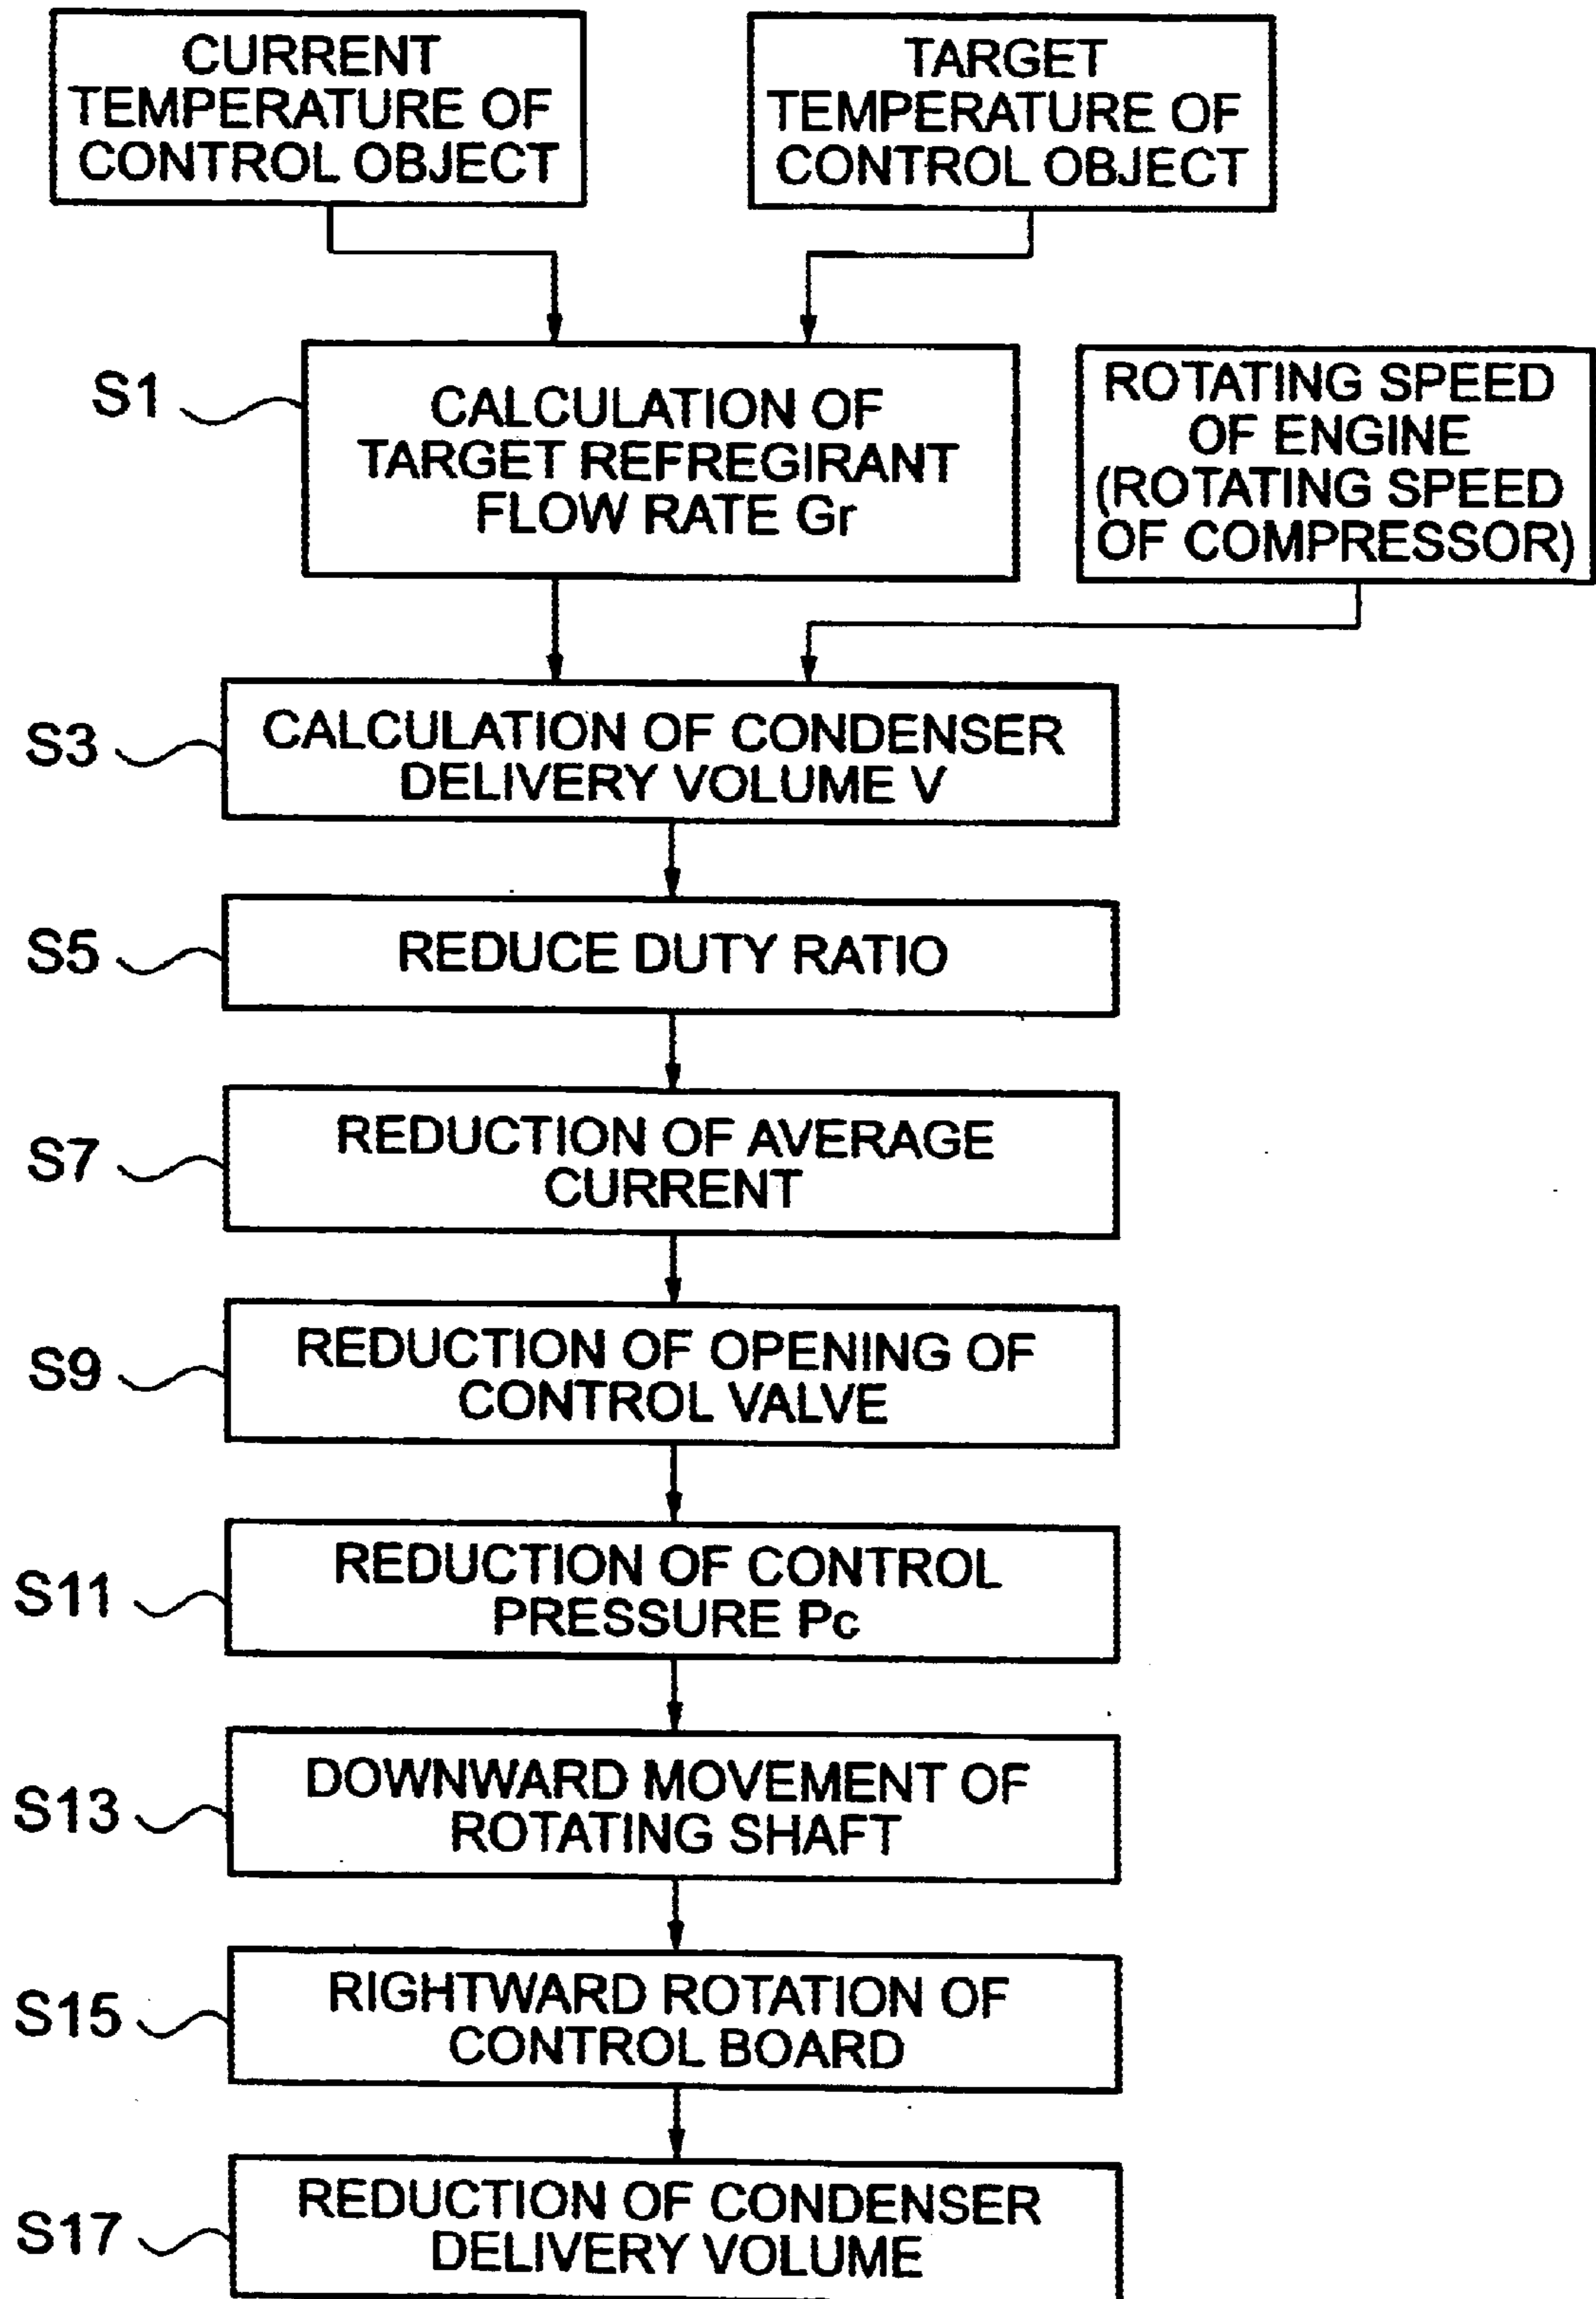 CURRENT
TEMPERATURE OF
CONTROL OBJECT
TARGET
TEMPERATURE OF
CONTROL OBJECT
S1
CALCULATION OF
TARGET REFREGIRANT
FLOW RATE Gr
ROTATING SPEED
OF ENGINE
(ROTATING SPEED
OF COMPRESSOR)
S3
CALCULATION OF CONDENSER
DELIVERY VOLUME V
S5
REDUCE DUTY RATIO
S7
REDUCTION OF AVERAGE
CURRENT
S9
REDUCTION OF OPENING OF
CONTROL VALVE
S11
REDUCTION OF CONTROL
PRESSURE Pc
S13
DOWNWARD MOVEMENT OF
ROTATING SHAFT
S15
RIGHTWARD ROTATION OF
CONTROL BOARD
S17
REDUCTION OF CONDENSER
DELIVERY VOLUME